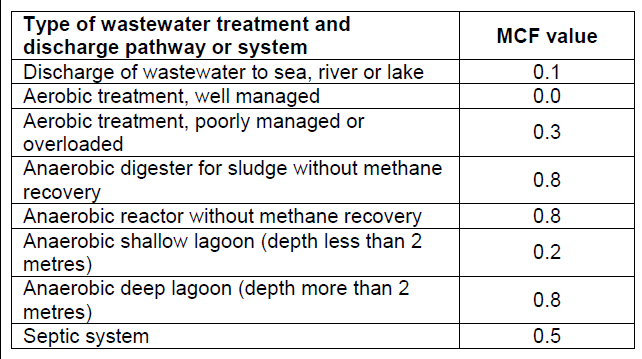 Type of wastewater treatment and
discharge pathway or system
MCF value
Discharge of wastewater to sea, river or lake
0.1
Aerobic treatment, well managed
0.0
Aerobic treatment, poorly managed or
overloaded
0.3
Anaerobic digester for sludge without methane
recovery
0.8
Anaerobic reactor without methane recovery
0.8
Anaerobic shallow lagoon (depth less than 2
metres)
0.2
Anaerobic deep lagoon (depth more than 2
metres)
0.8
Septic system
0.5